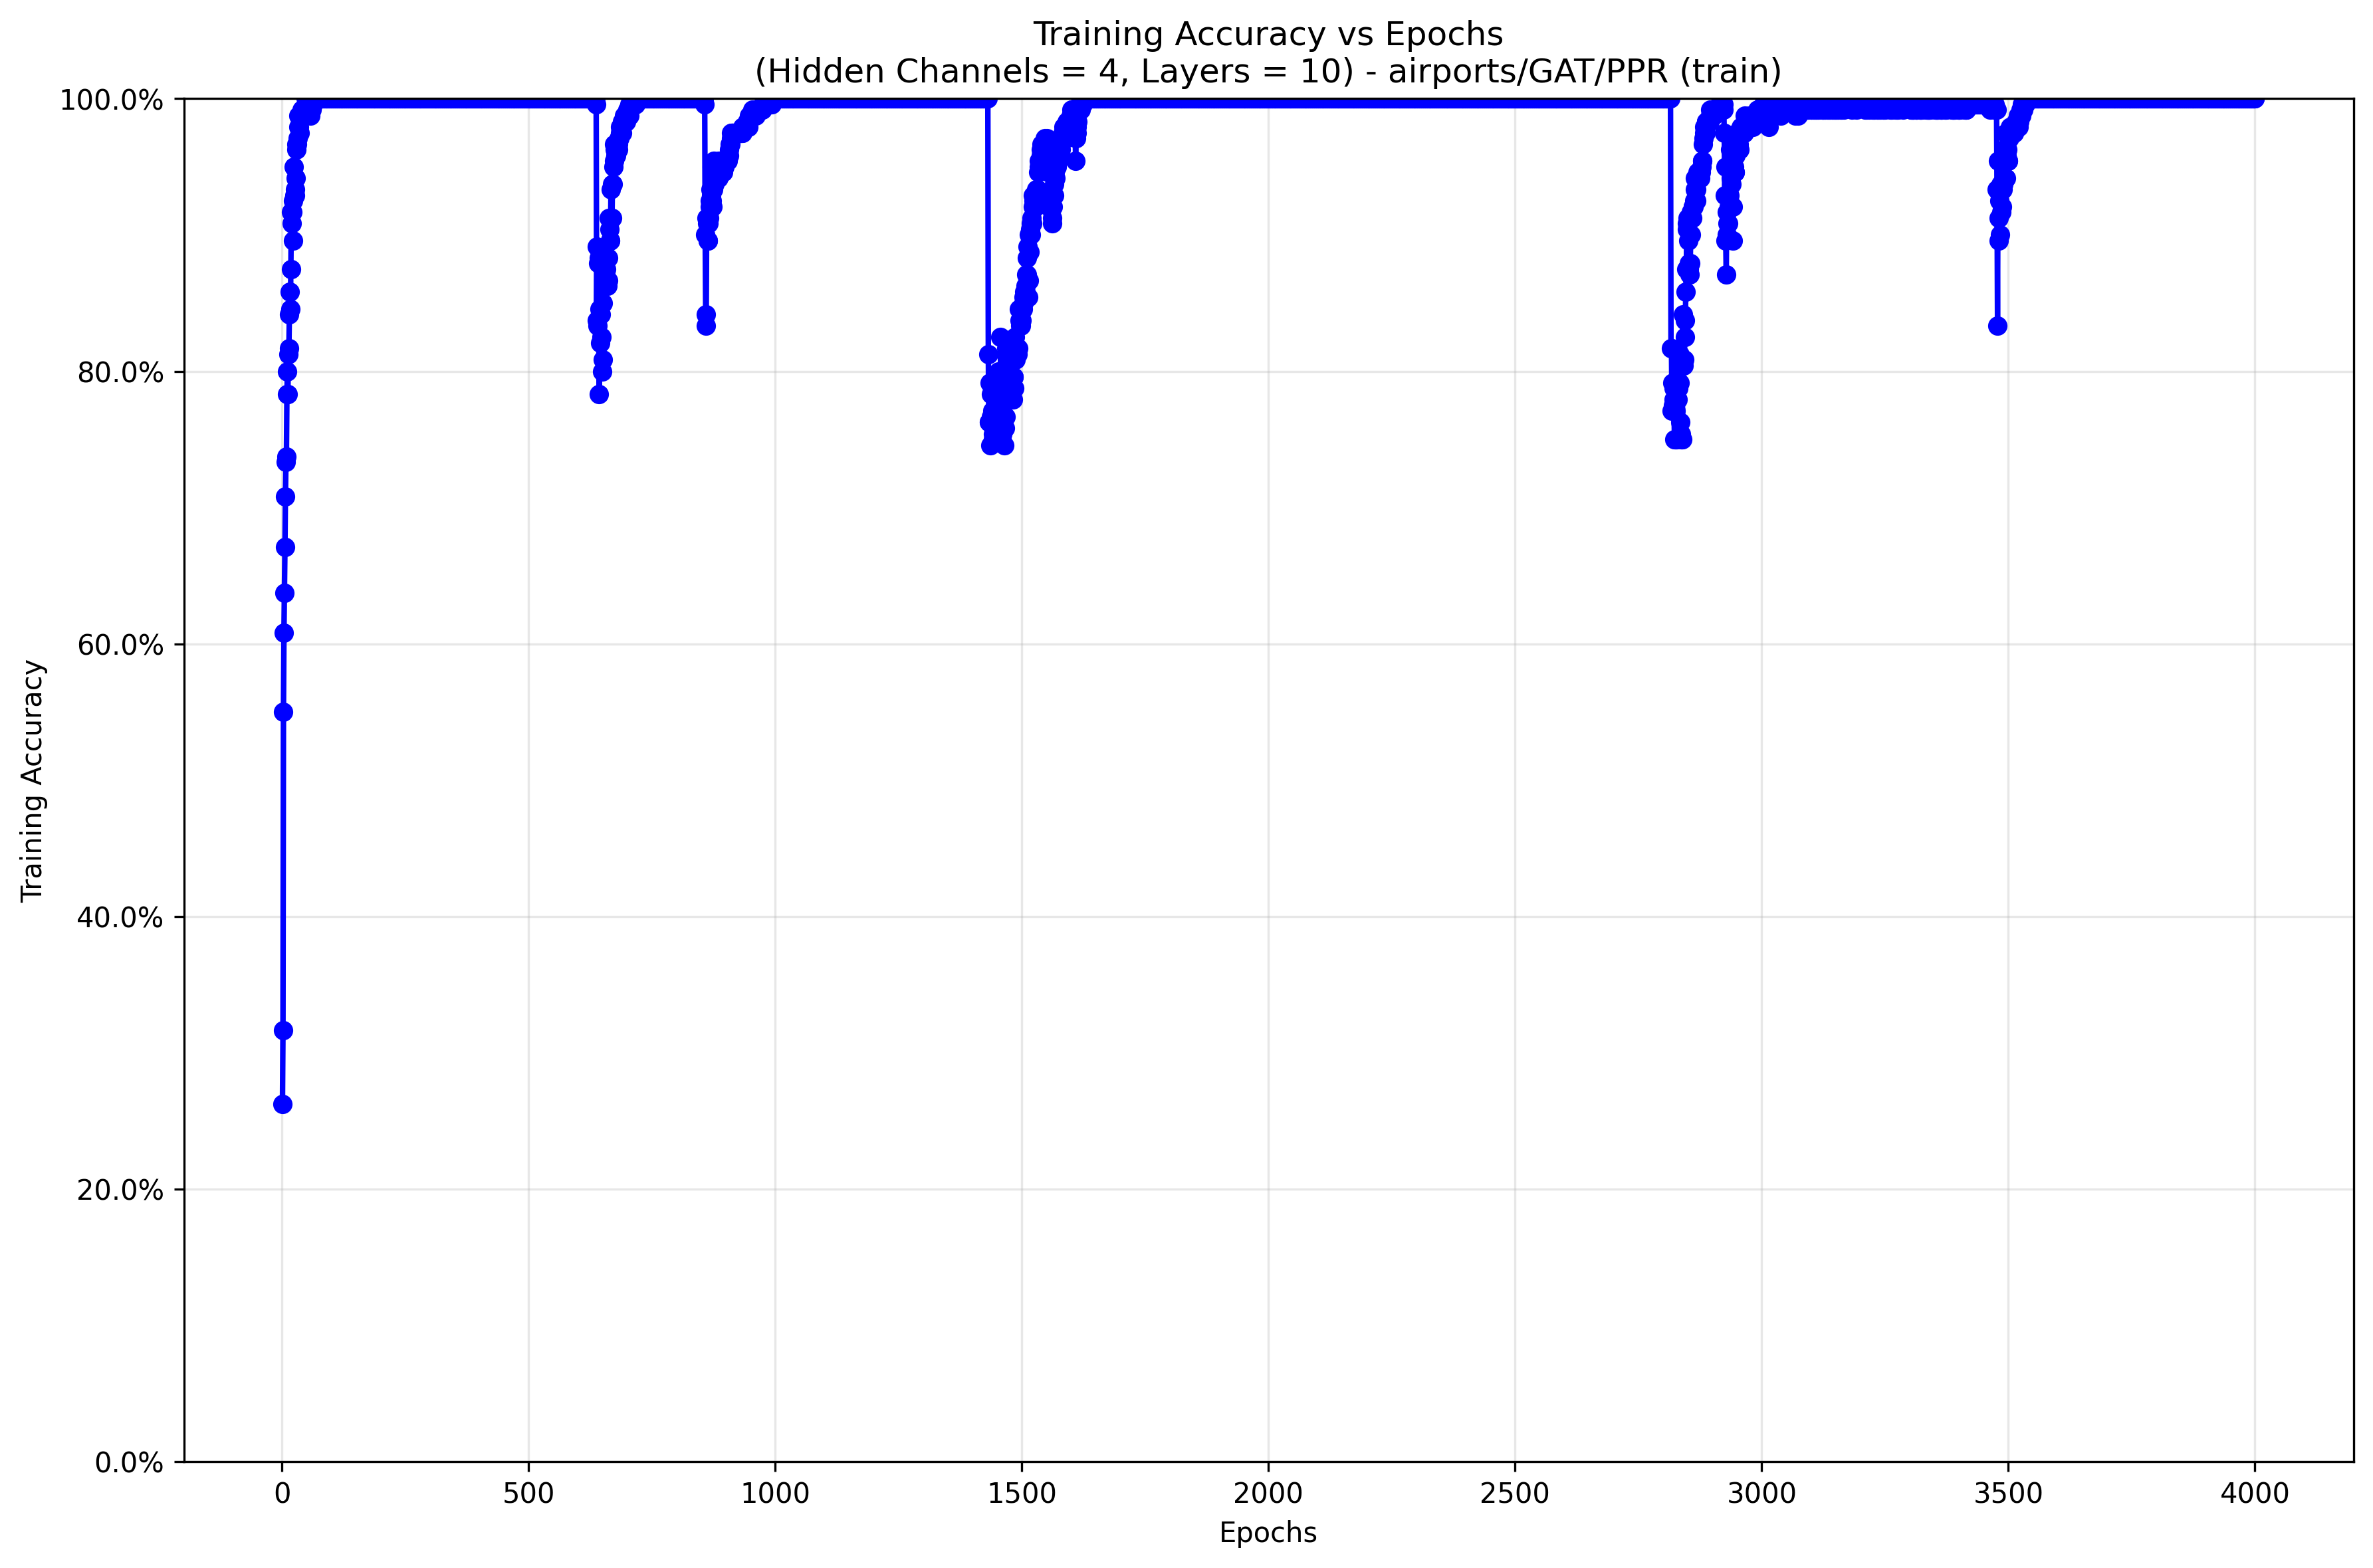 Training Accuracy vs Epochs
(Hidden Channels = 4, Layers = 10) - airports/GAT/PPR (train)
100.0%
80.0%
60.0%
40.0%
20.0%
0.0%
Training Accuracy
0 500 1000 1500 2000 2500 3000 3500 4000
Epochs